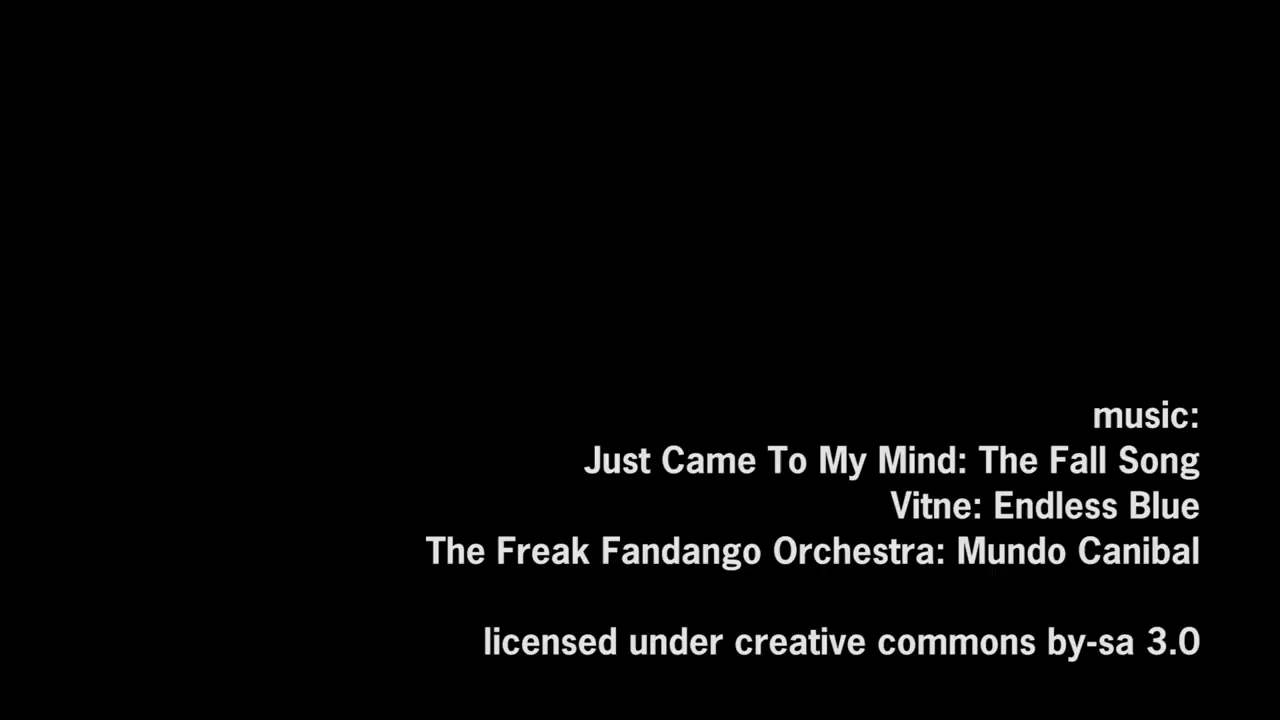 music:
Just Came To My Mind: The Fall Song
Vitne: Endless Blue
The Freak Fandango Orchestra: Mundo Canibal
licensed under creative commons by-sa 3.0